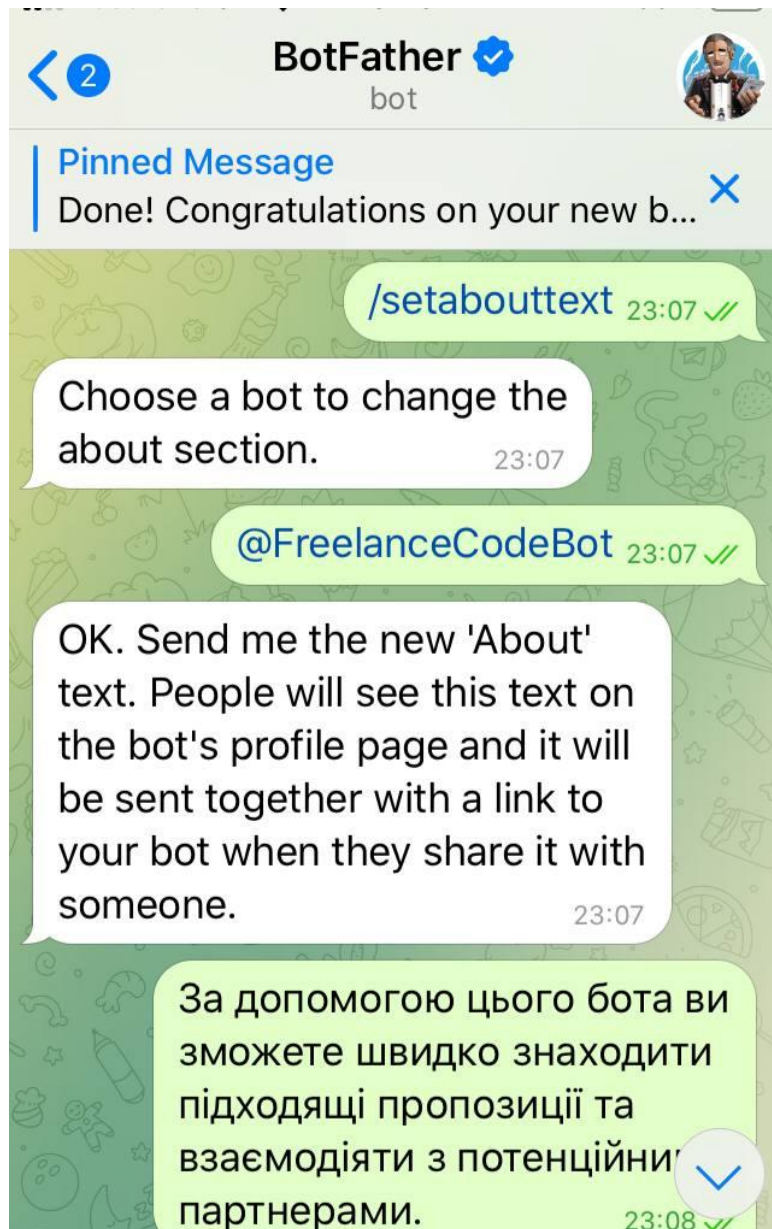 2
BotFather
bot
Pinned Message
Done! Congratulations on your new b...
/setabouttext 23:07
Choose a bot to change the
about section. 23:07
@FreelanceCodeBot 23:07
OK. Send me the new 'About'
text. People will see this text on
the bot's profile page and it will
be sent together with a link to
your bot when they share it with
someone. 23:07
За допомогою цього бота ви
зможете швидко знаходити
підходящі пропозиції та
взаємодіяти з
партнерами. 23:08